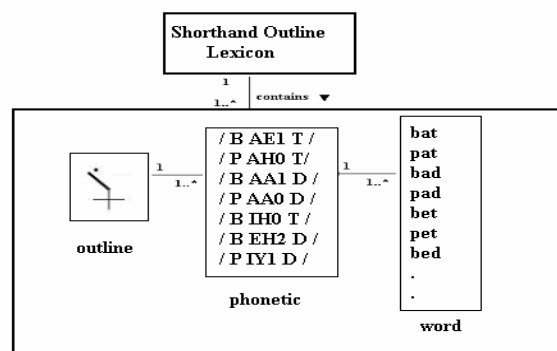 Shorthand Outline
Lexicon
1
1..*
contains ▼
1
1..*
outline
/ B AE1 T /
/ P AH0 T/
/ B AA1 D /
/ P AA0 D /
/ B IH0 T /
/ B EH2 D /
/ P IY1 D /
phonetic
1
1..*
bat
pat
bad
pad
bet
pet
bed
.
.
word